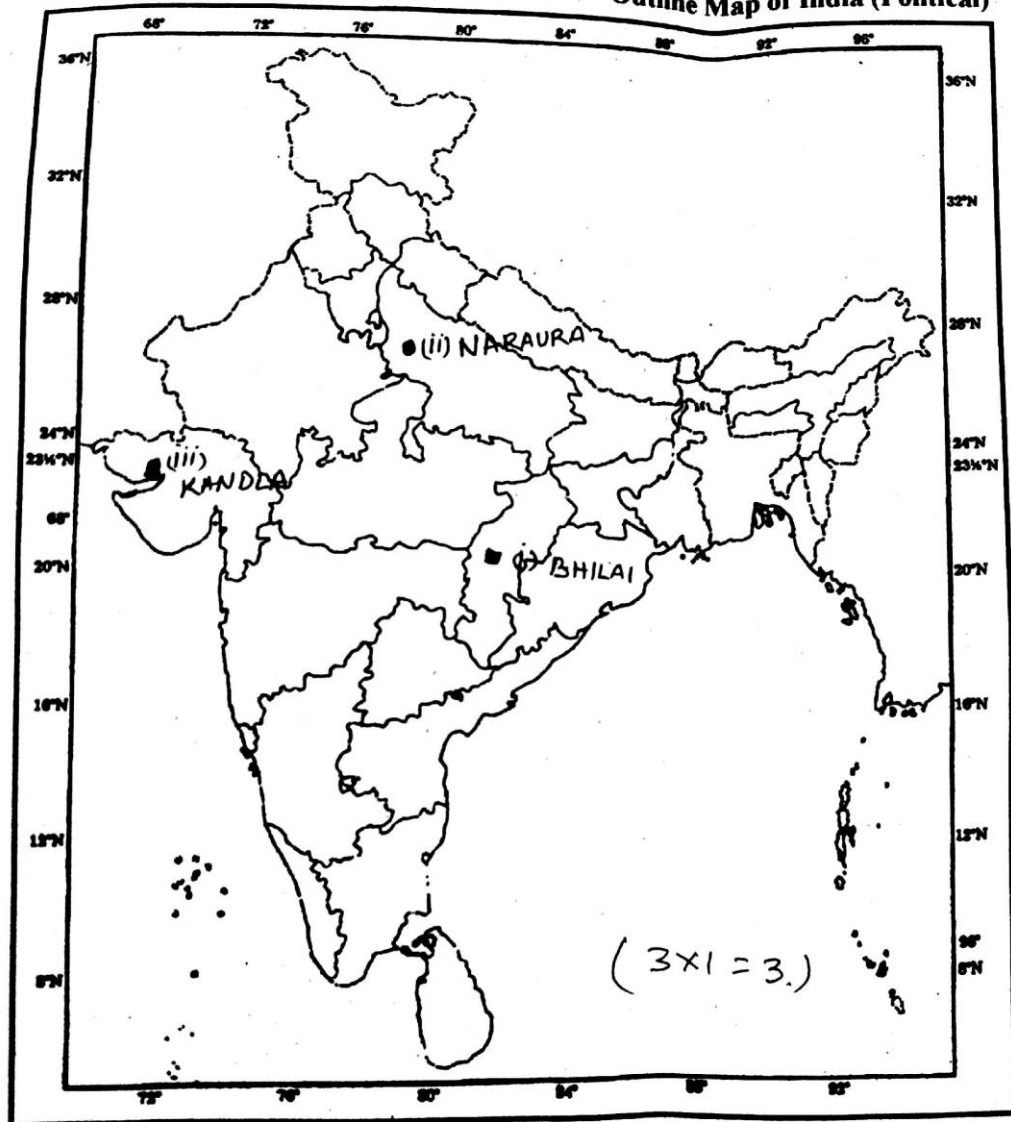 Outline Map of India (Political)
68° 72° 76° 80° 84° 88° 92° 96°
36°N 36°N
32°N 32°N
28°N 28°N
(ii) NARAURA
24°N 24°N
23½°N 23½°N
(iii)
KANDLA
68°
(i) BHILAI
20°N 20°N
16°N 16°N
12°N 12°N
96°
8°N 8°N
(3×1=3.)
72° 76° 80° 84° 88° 92°